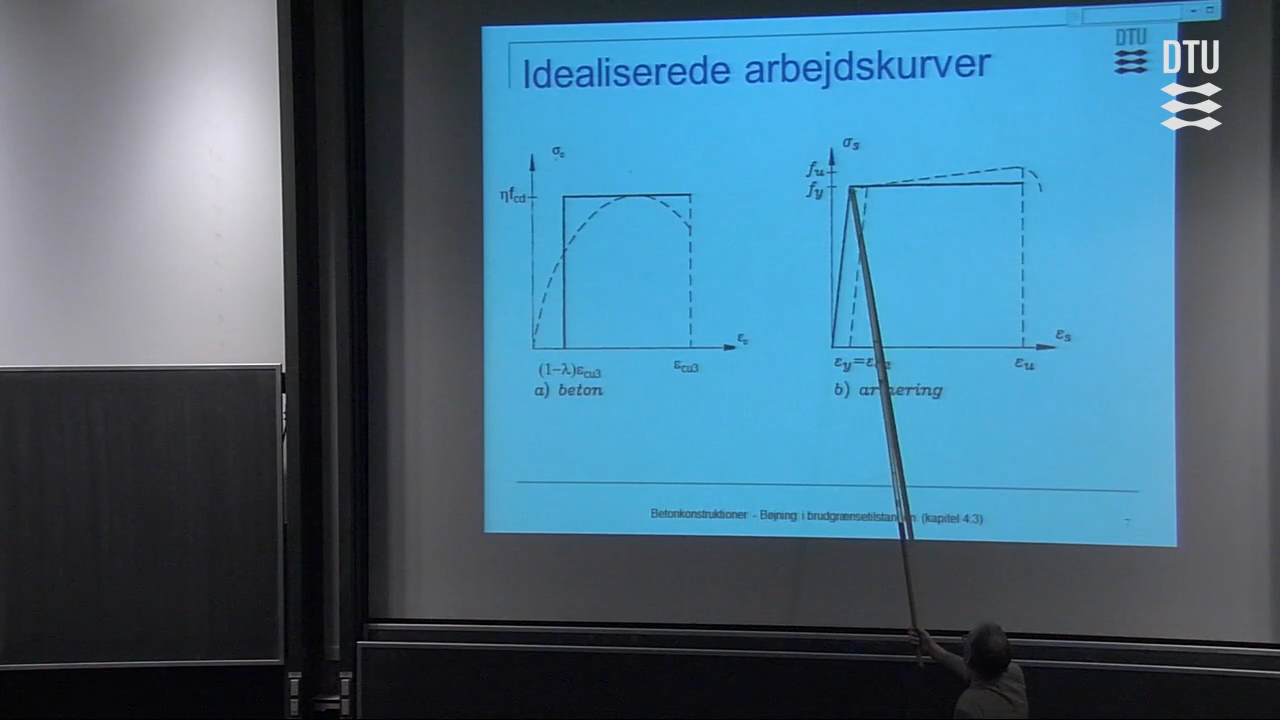 DTU
DTU
Idealiserede arbejdskurver
σc
ηfcd
εc
(1-λ)εcu3
εcu3
a) beton
σs
fu
fy
εs
εy=
εu
b) armering
Betonkonstruktioner - Bøjning i brudgrænsetilstanden (kapitel 4.3)
7